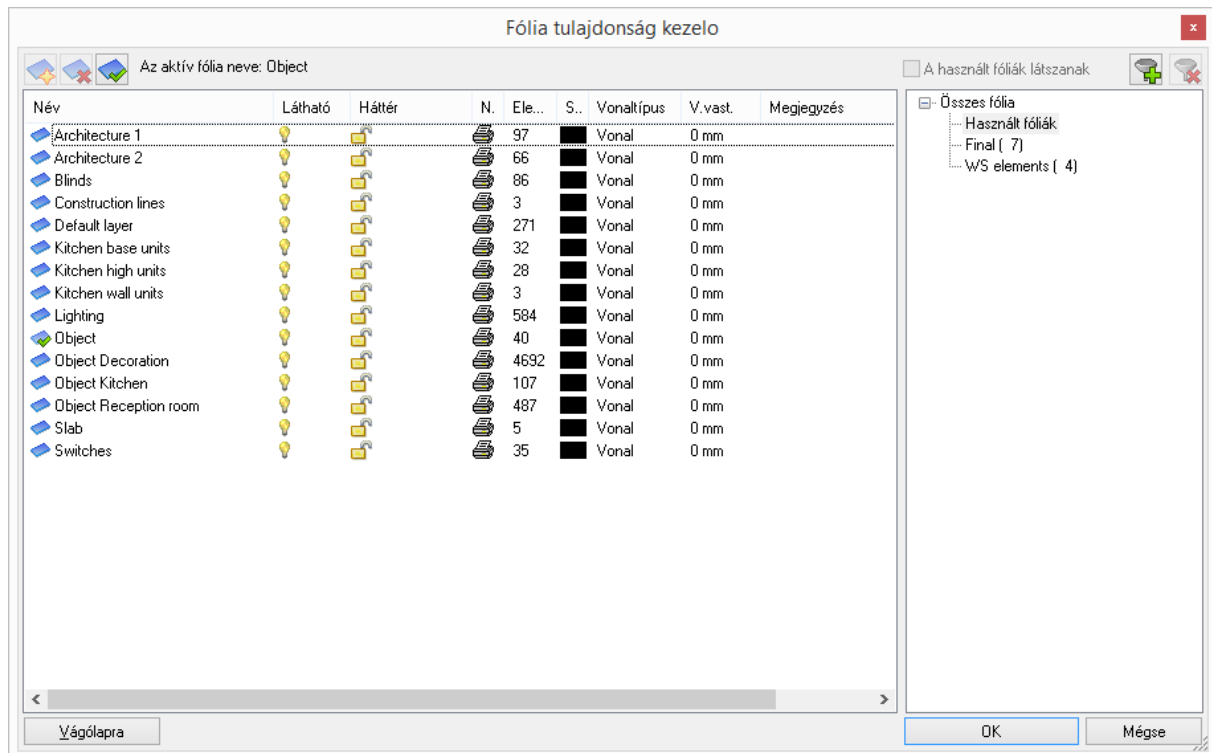 Fólia tulajdonság kezelo
x
Az aktív fólia neve: Object
A használt fóliák látszanak
Név Látható Háttér N. Ele... S.. Vonaltípus V.vast. Megjegyzés
Architecture 1 97 Vonal 0 mm
Architecture 2 66 Vonal 0 mm
Blinds 86 Vonal 0 mm
Construction lines 3 Vonal 0 mm
Default layer 271 Vonal 0 mm
Kitchen base units 32 Vonal 0 mm
Kitchen high units 28 Vonal 0 mm
Kitchen wall units 3 Vonal 0 mm
Lighting 584 Vonal 0 mm
Object 40 Vonal 0 mm
Object Decoration 4692 Vonal 0 mm
Object Kitchen 107 Vonal 0 mm
Object Reception room 487 Vonal 0 mm
Slab 5 Vonal 0 mm
Switches 35 Vonal 0 mm
Összes fólia
Használt fóliák
Final ( 7)
WS elements ( 4)
Vágólapra
OK
Mégse